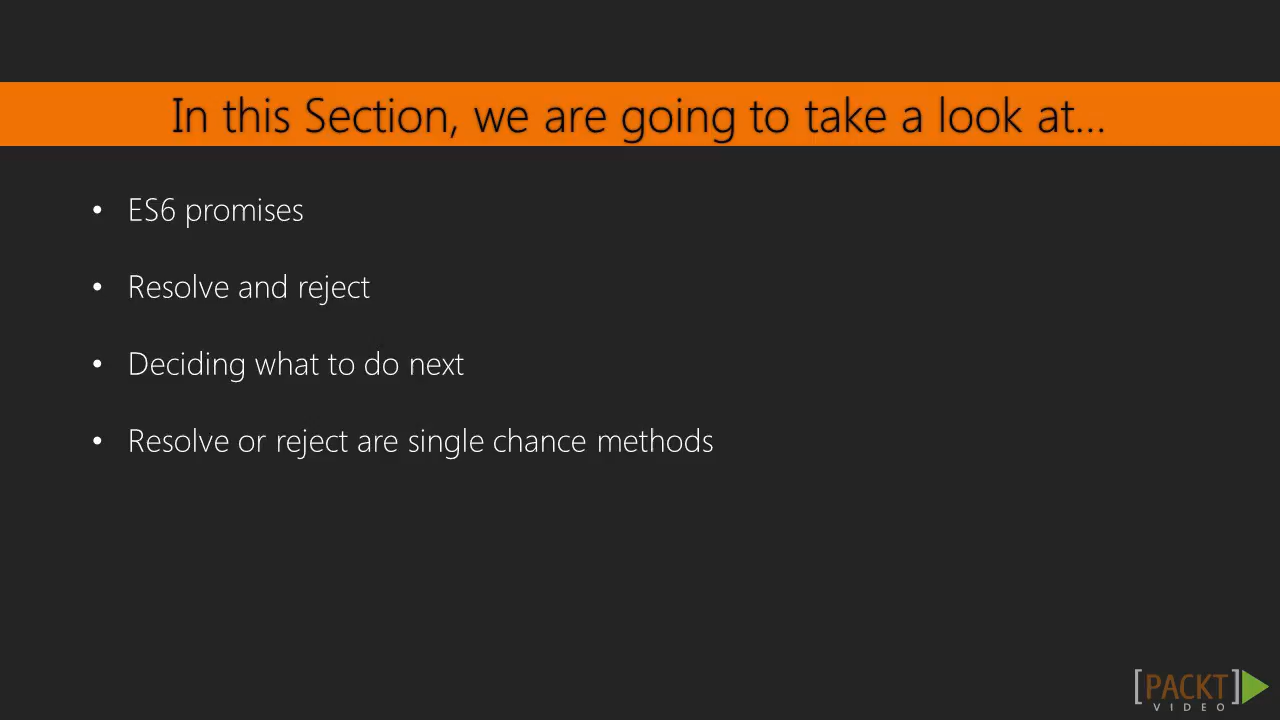 In this Section, we are going to take a look at...
• ES6 promises
• Resolve and reject
• Deciding what to do next
• Resolve or reject are single chance methods
[PACKT]
VIDEO